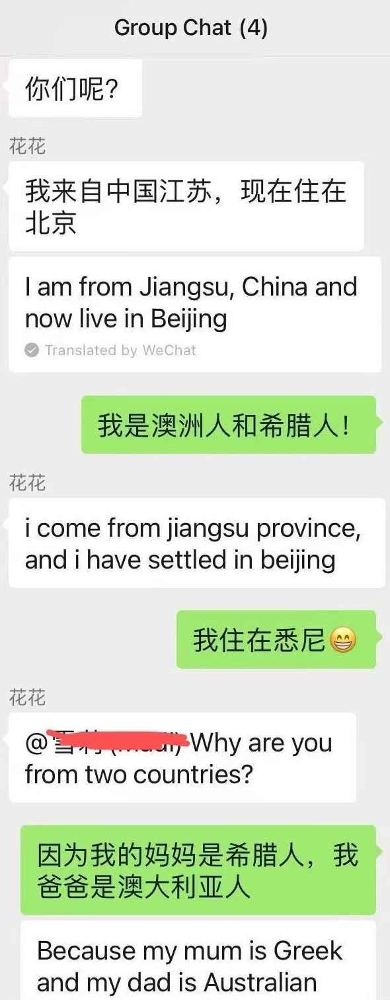 Group Chat (4)
你们呢?
花花
我来自中国江苏，现在住在
北京
I am from Jiangsu, China and
now live in Beijing
Translated by WeChat
我是澳洲人和希腊人！
花花
i come from jiangsu province,
and i have settled in beijing
我住在悉尼😁
花花
@ Why are you
from two countries?
因为我的妈妈是希腊人，我
爸爸是澳大利亚人
Because my mum is Greek
and my dad is Australian